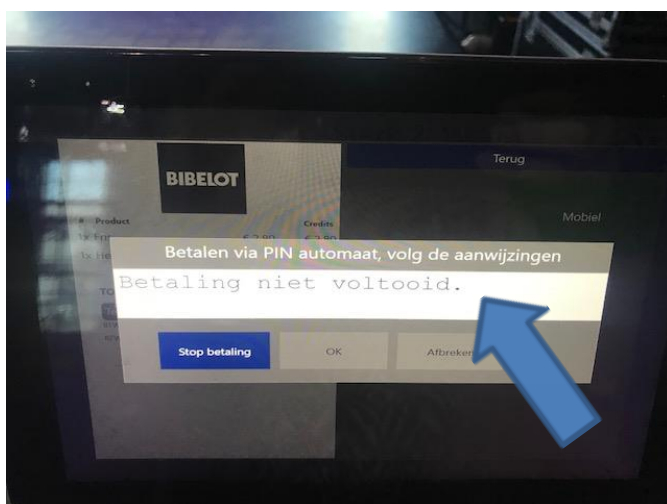 Terug
BIBELOT
Mobiel
# Product Credits
Betalen via PIN automaat, volg de aanwijzingen
Betaling niet voltooid.
Stop betaling OK Afbreken